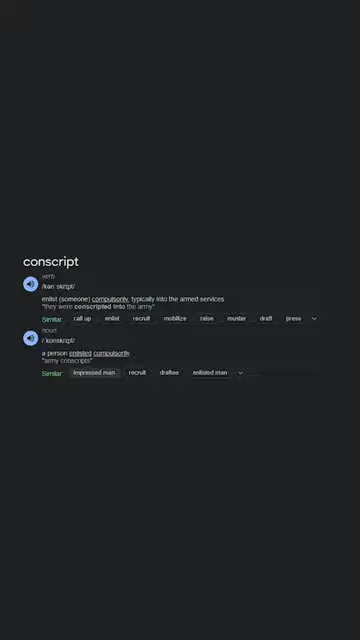 conscript
verb
/kənˈskrɪpt/
enlist (someone) compulsorily, typically into the armed services
"they were conscripted into the army"
Similar: call up enlist recruit mobilize raise muster draft press
noun
/ˈkɒnskrɪpt/
a person enlisted compulsorily.
"army conscripts"
Similar: impressed man recruit draftee enlisted man